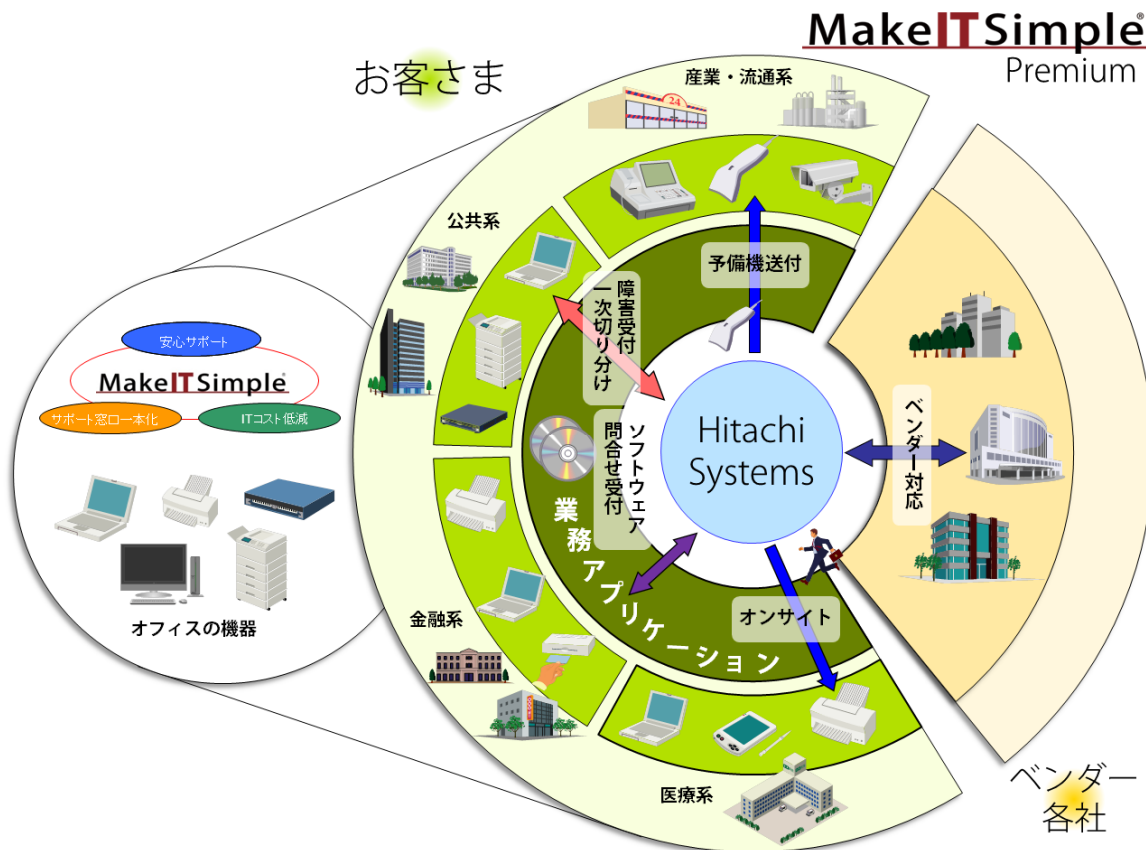 MakeITSimple®
Premium
お客さま
産業・流通系
24
公共系
予備機送付
障害受付
一次切り分け
安心サポート
MakeITSimple®
サポート窓口一本化
ITコスト低減
オフィスの機器
Hitachi
Systems
ベンダー対応
ソフトウェア
問合せ受付
業務アプリケーション
オンサイト
金融系
医療系
ベンダー
各社